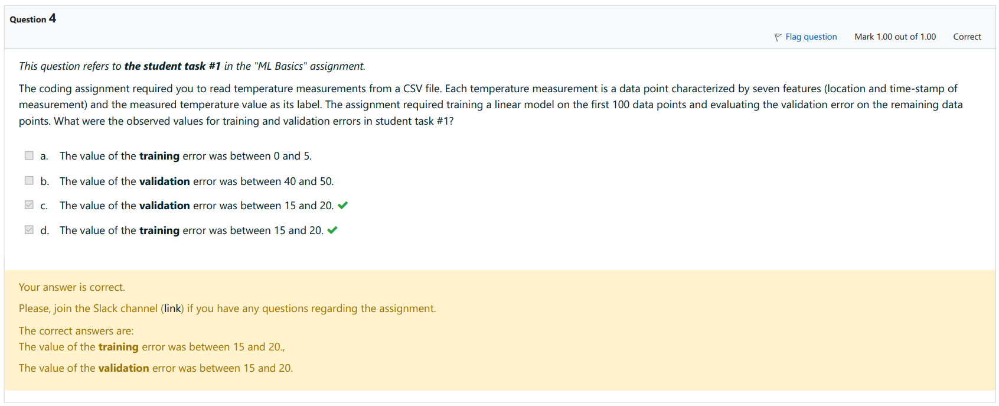 Question 4
Flag question Mark 1.00 out of 1.00 Correct
This question refers to the student task #1 in the "ML Basics" assignment.
The coding assignment required you to read temperature measurements from a CSV file. Each temperature measurement is a data point characterized by seven features (location and time-stamp of
measurement) and the measured temperature value as its label. The assignment required training a linear model on the first 100 data points and evaluating the validation error on the remaining data
points. What were the observed values for training and validation errors in student task #1?
a. The value of the training error was between 0 and 5.
b. The value of the validation error was between 40 and 50.
c. The value of the validation error was between 15 and 20.
d. The value of the training error was between 15 and 20.
Your answer is correct.
Please, join the Slack channel (link) if you have any questions regarding the assignment.
The correct answers are:
The value of the training error was between 15 and 20.,
The value of the validation error was between 15 and 20.